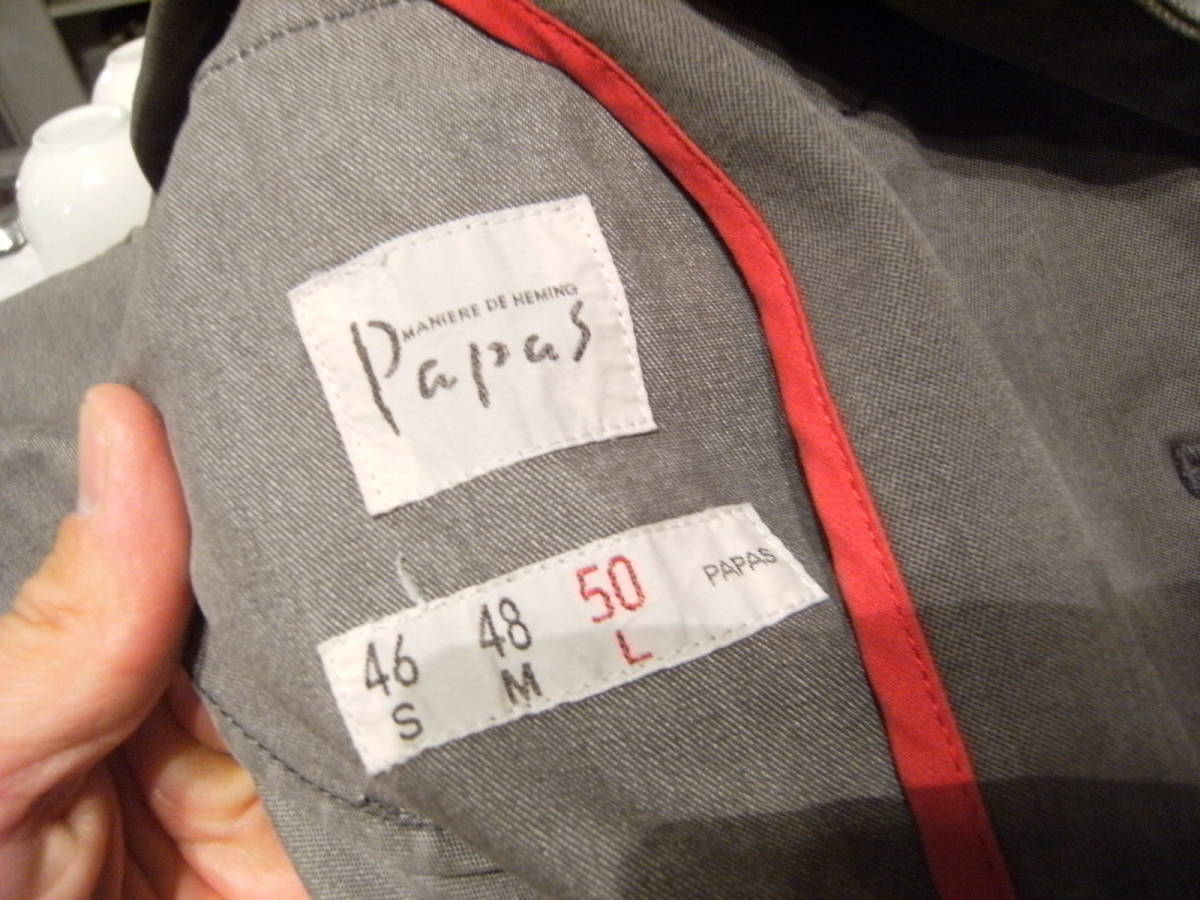 MANIERE DE HEMING
Papas
46 48 50 PAPAS
S M L